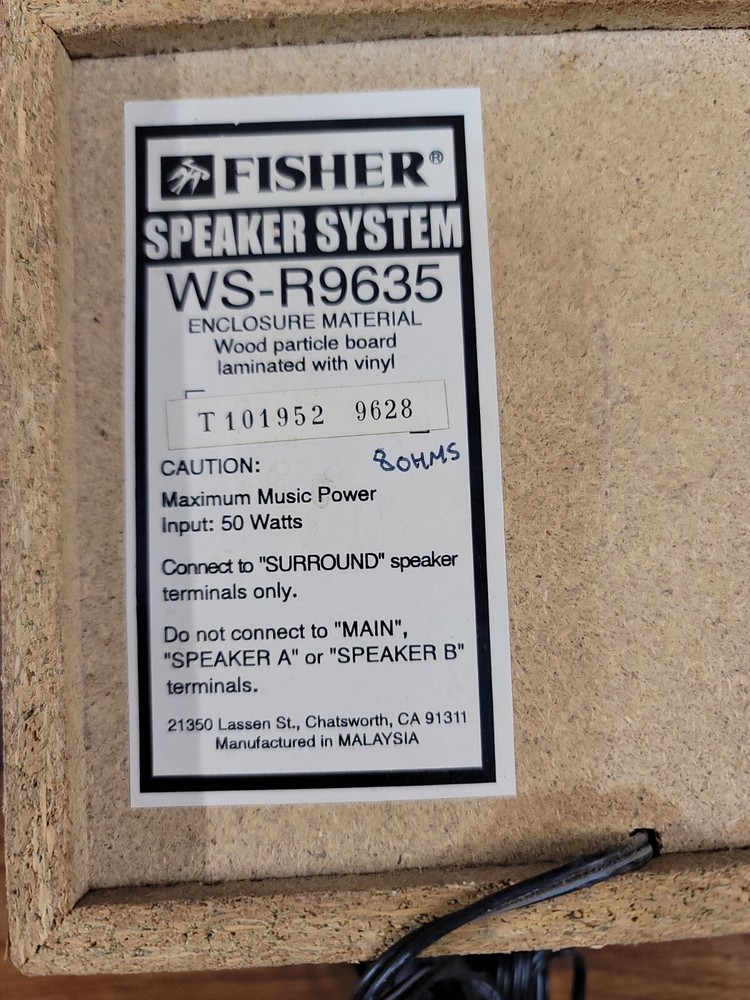 FISHER®
SPEAKER SYSTEM
WS-R9635
ENCLOSURE MATERIAL
Wood particle board
laminated with vinyl
T101952 9628
8 OHMS
CAUTION:
Maximum Music Power
Input: 50 Watts
Connect to "SURROUND" speaker
terminals only.
Do not connect to "MAIN",
"SPEAKER A" or "SPEAKER B"
terminals.
21350 Lassen St., Chatsworth, CA 91311
Manufactured in MALAYSIA